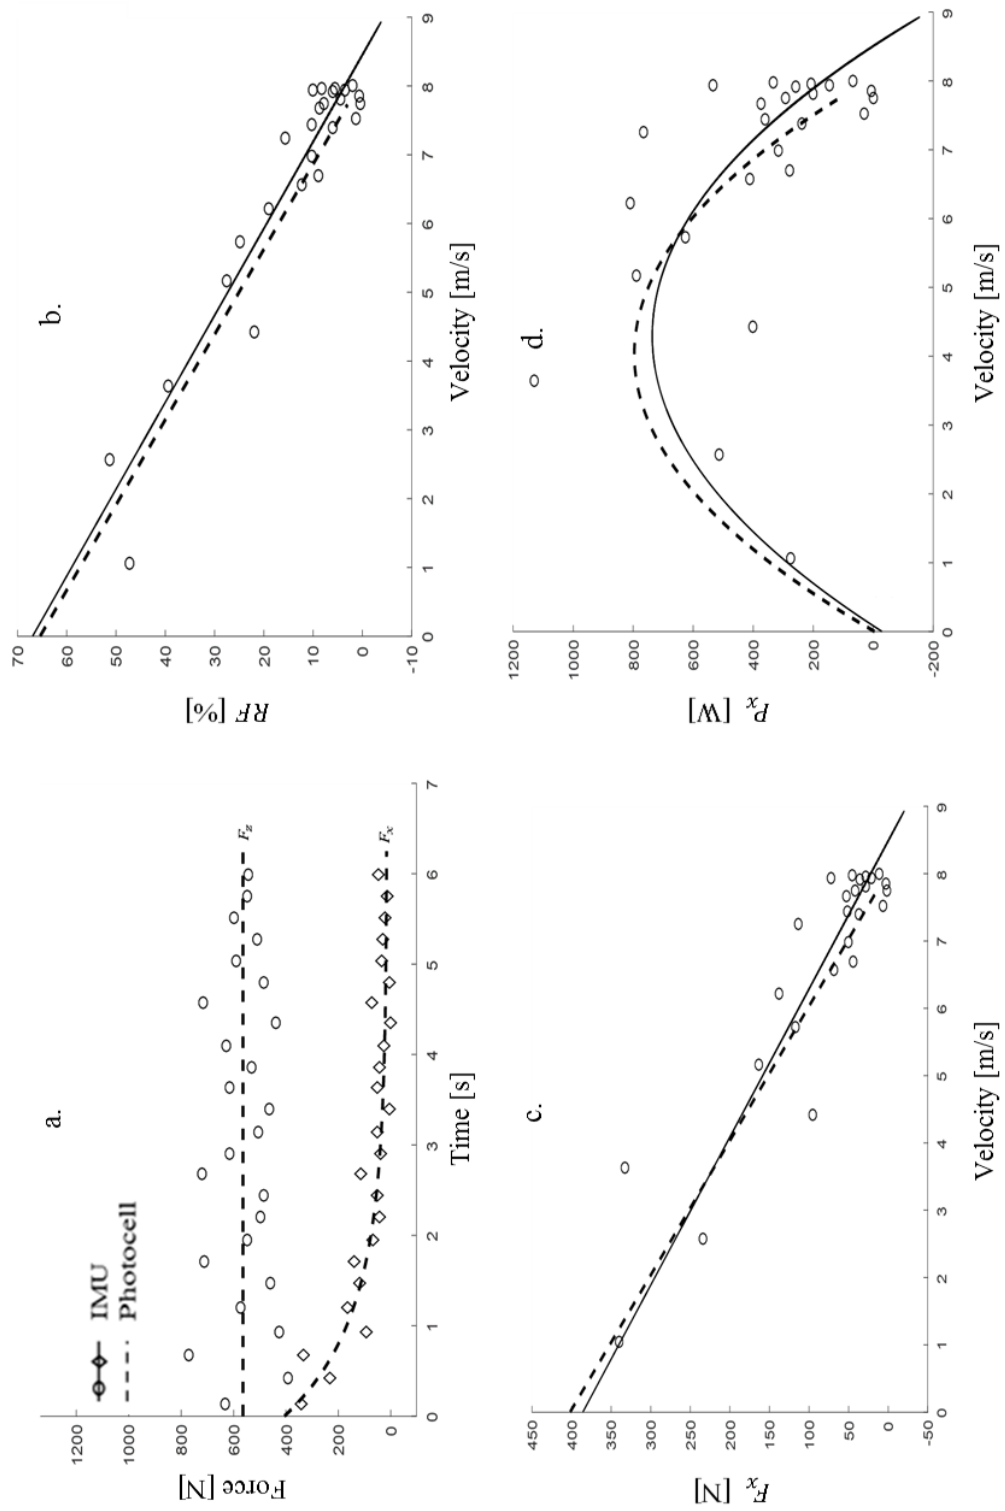 a.
IMU
Photocell
Force [N]
1200
1000
800
600
400
200
0
F_z
F_x
0 1 2 3 4 5 6 7
Time [s]
b.
RF [%]
70
60
50
40
30
20
10
0
-10
0 1 2 3 4 5 6 7 8 9
Velocity [m/s]
c.
F_x [N]
450
400
350
300
250
200
150
100
50
0
-50
0 1 2 3 4 5 6 7 8 9
Velocity [m/s]
d.
P_x [W]
1200
1000
800
600
400
200
0
-200
0 1 2 3 4 5 6 7 8 9
Velocity [m/s]